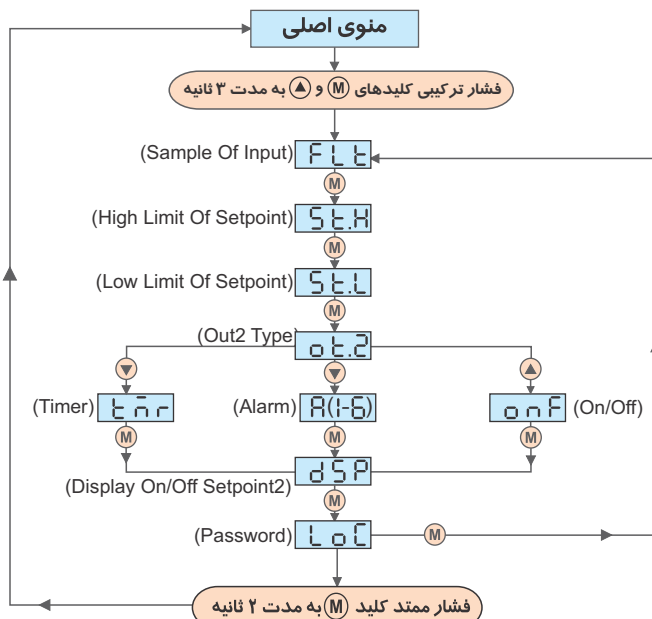 منوی اصلی
فشار ترکیبی کلیدهای M و ▲ به مدت ۳ ثانیه
(Sample Of Input) FLt
M
(High Limit Of Setpoint) St.H
M
(Low Limit Of Setpoint) St.L
M
(Out2 Type) ot.2
▼ ▼ ▲
(Timer) tnr (Alarm) A(1-6) onF (On/Off)
M M M
(Display On/Off Setpoint2) dSP
M
(Password) LoC M
فشار ممتد کلید M به مدت ۲ ثانیه